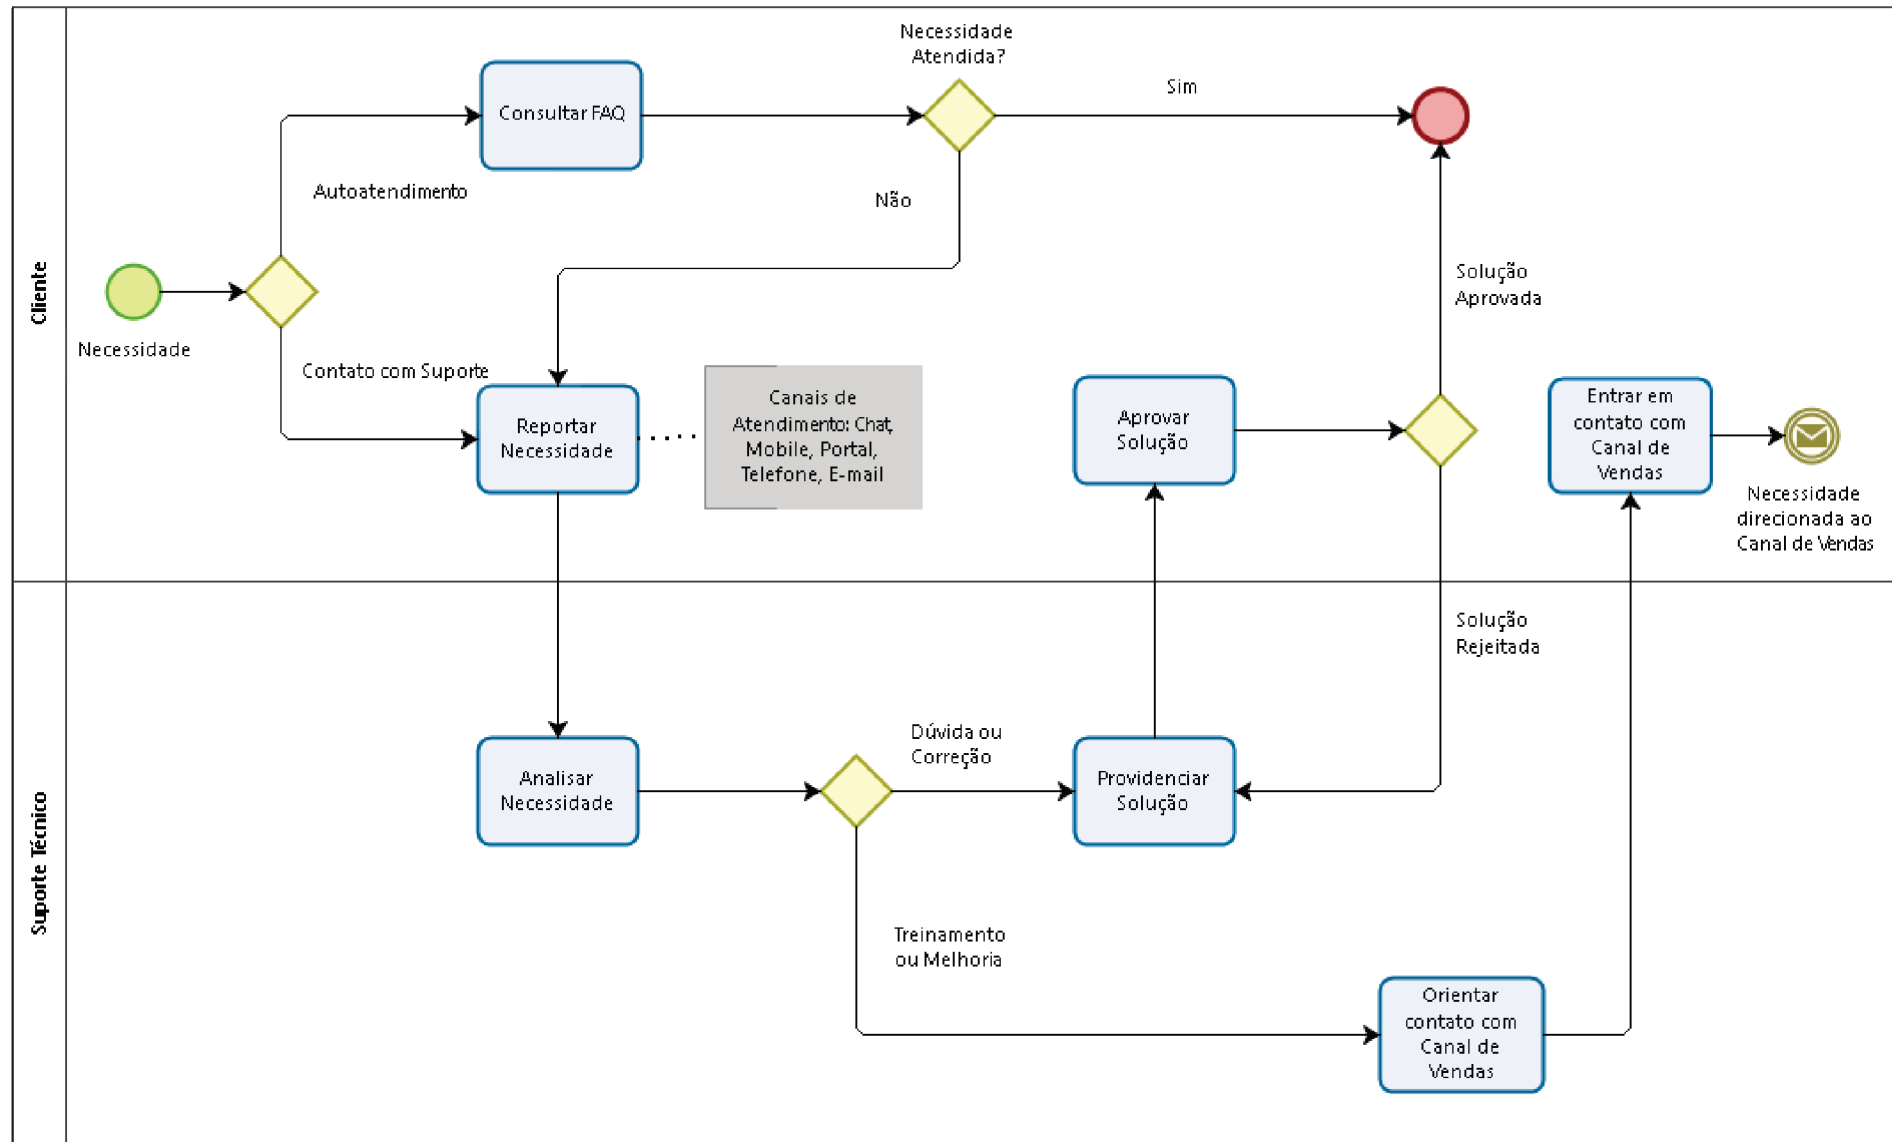 Necessidade
Atendida?
Sim
Consultar FAQ
Autoatendimento
Não
Cliente
Necessidade
Contato com Suporte
Solução
Aprovada
Reportar
Necessidade
Canais de
Atendimento: Chat,
Mobile, Portal,
Telefone, E-mail
Aprovar
Solução
Entrar em
contato com
Canal de
Vendas
Necessidade
direcionada ao
Canal de Vendas
Solução
Rejeitada
Suporte Técnico
Analisar
Necessidade
Dúvida ou
Correção
Providenciar
Solução
Treinamento
ou Melhoria
Orientar
contato com
Canal de
Vendas